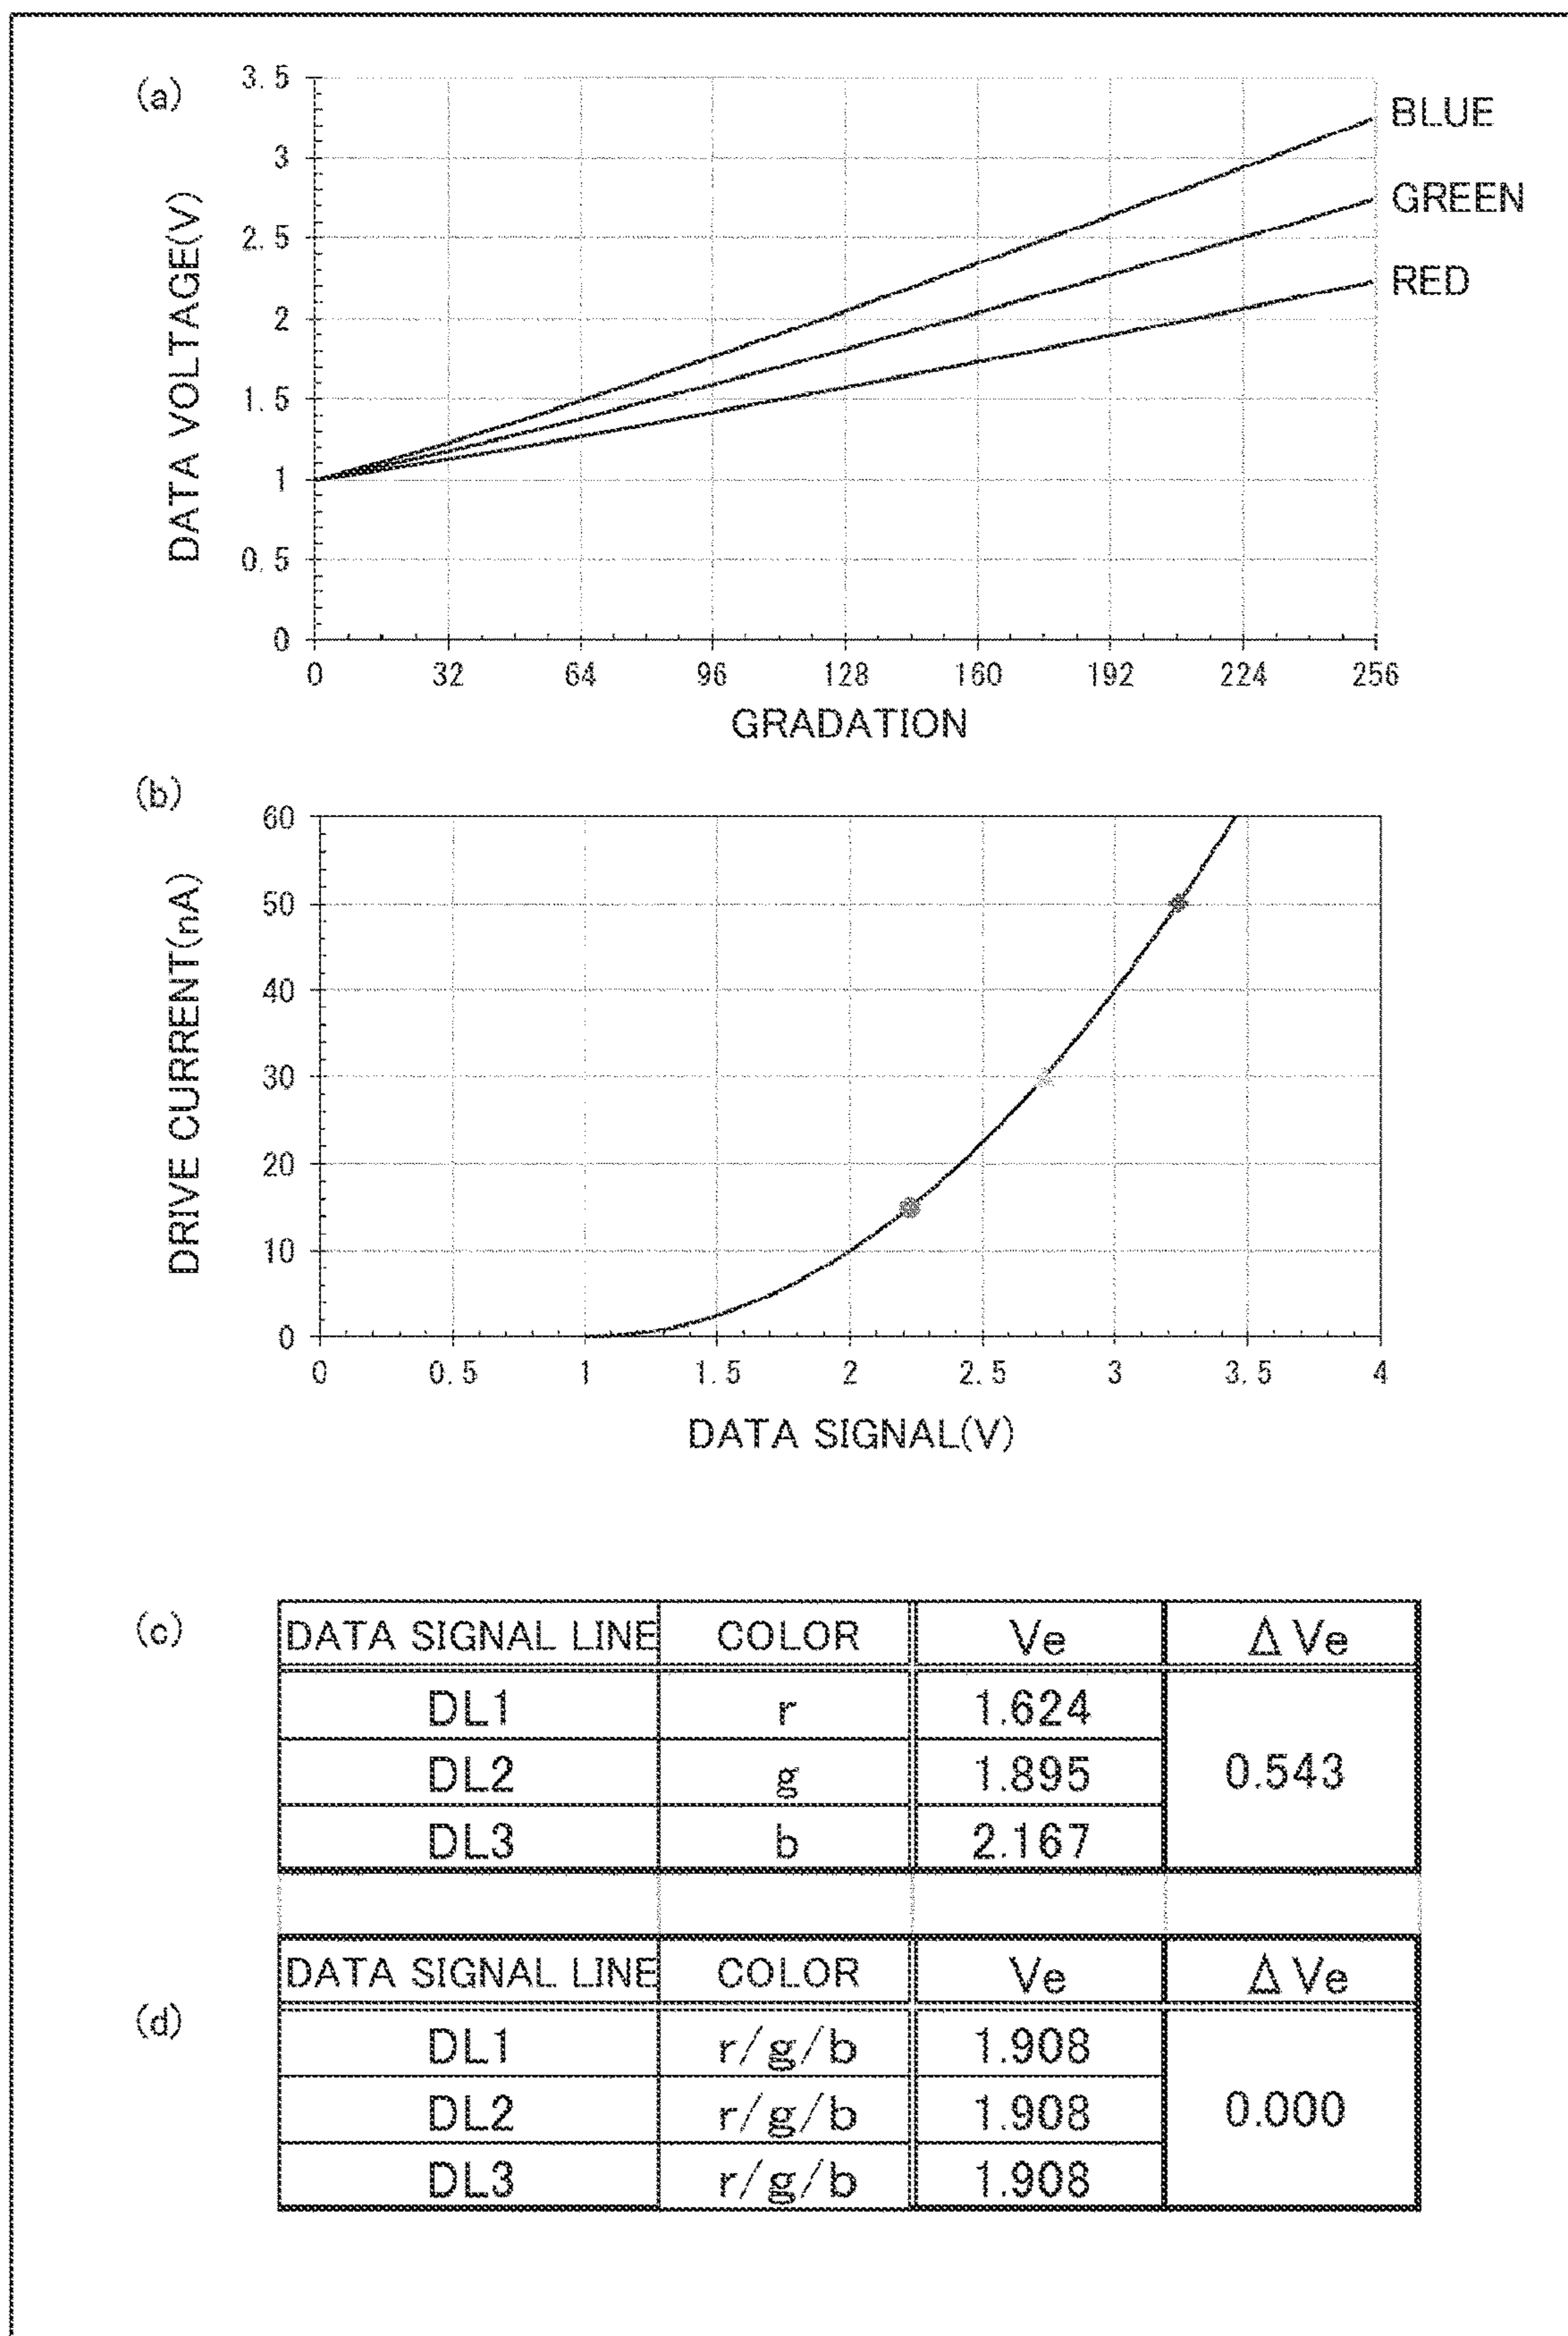 (a)
DATA VOLTAGE(V)
3.5
3
2.5
2
1.5
1
0.5
0
BLUE
GREEN
RED
0 32 64 96 128 160 192 224 256
GRADATION
(b)
DRIVE CURRENT(nA)
60
50
40
30
20
10
0
0 0.5 1 1.5 2 2.5 3 3.5 4
DATA SIGNAL(V)
(c)
DATA SIGNAL LINE COLOR Ve ΔVe
DL1 r 1.624
DL2 g 1.895 0.543
DL3 b 2.167
(d)
DATA SIGNAL LINE COLOR Ve ΔVe
DL1 r/g/b 1.908
DL2 r/g/b 1.908 0.000
DL3 r/g/b 1.908